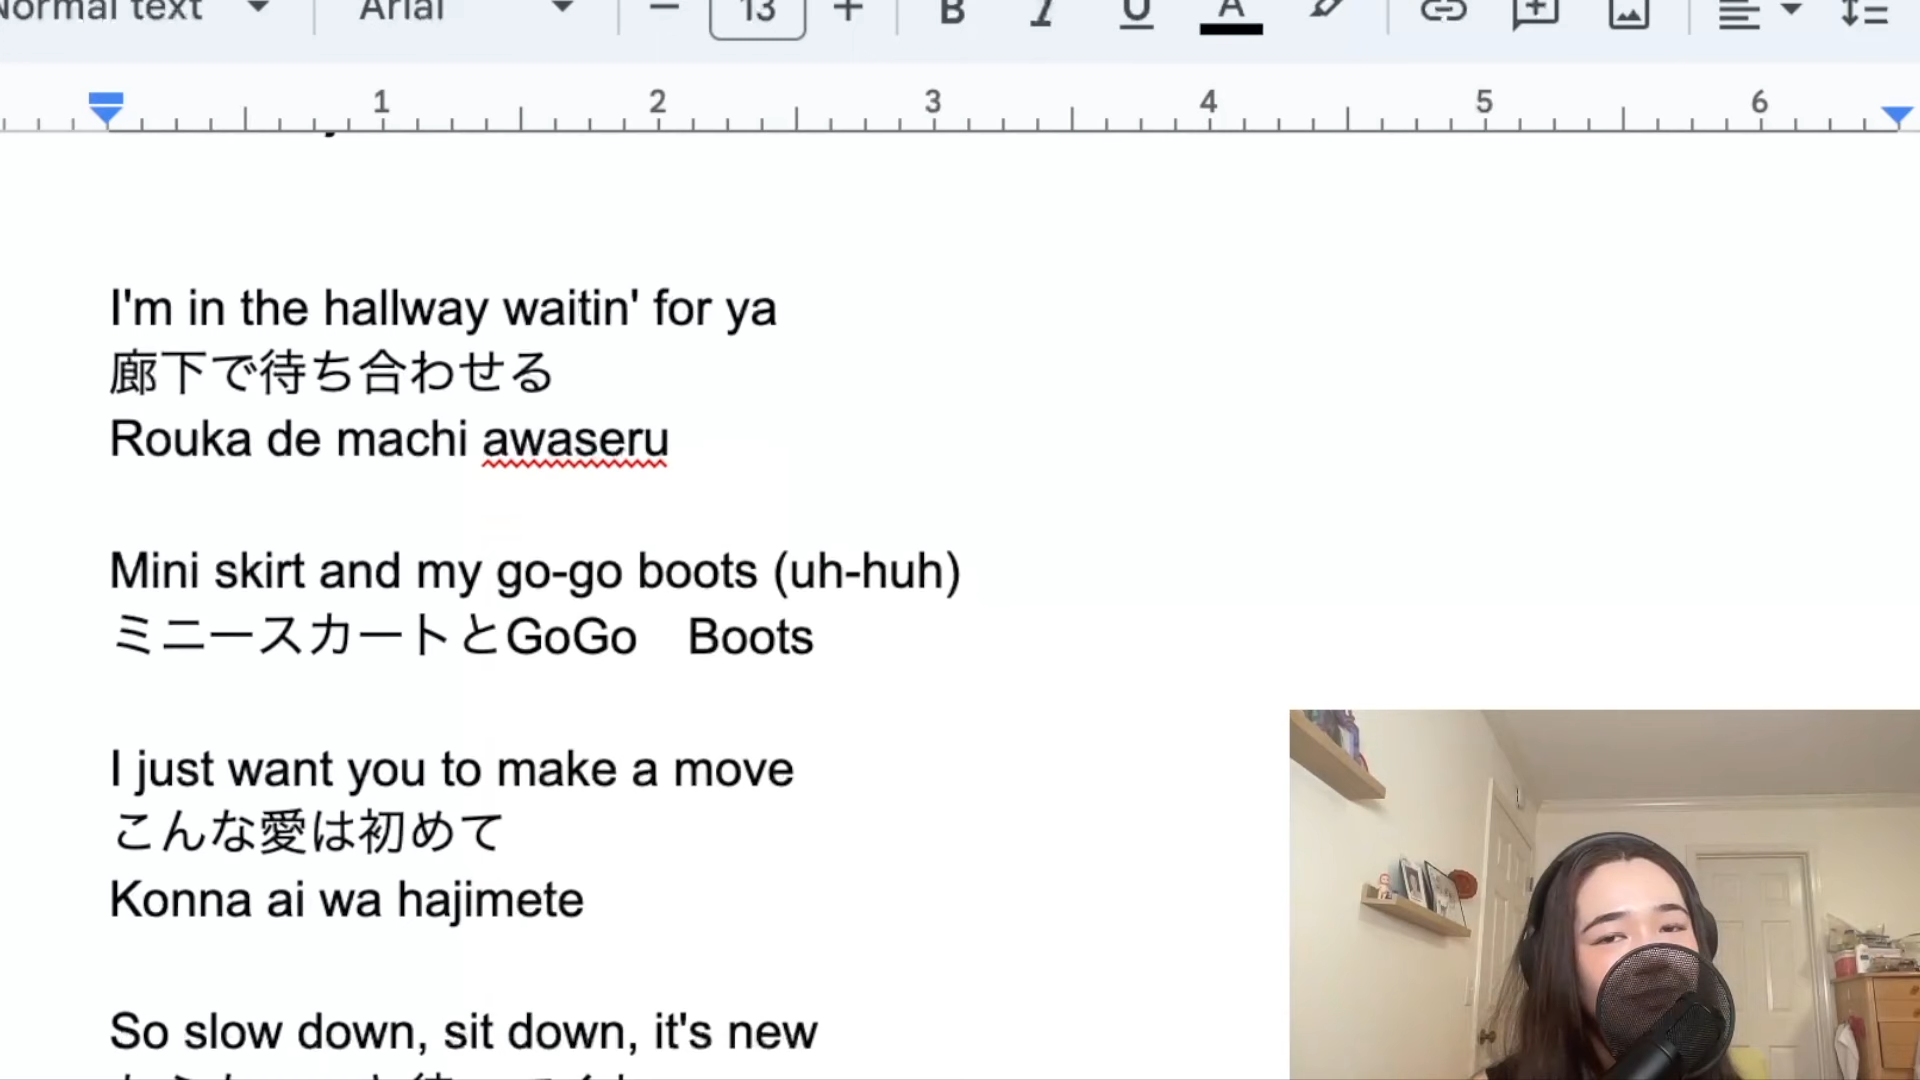 Normal text Arial 13 B I U A
1 2 3 4 5 6
I'm in the hallway waitin' for ya
廊下で待ち合わせる
Rouka de machi awaseru
Mini skirt and my go-go boots (uh-huh)
ミニースカートとGoGo　Boots
I just want you to make a move
こんな愛は初めて
Konna ai wa hajimete
So slow down, sit down, it's new